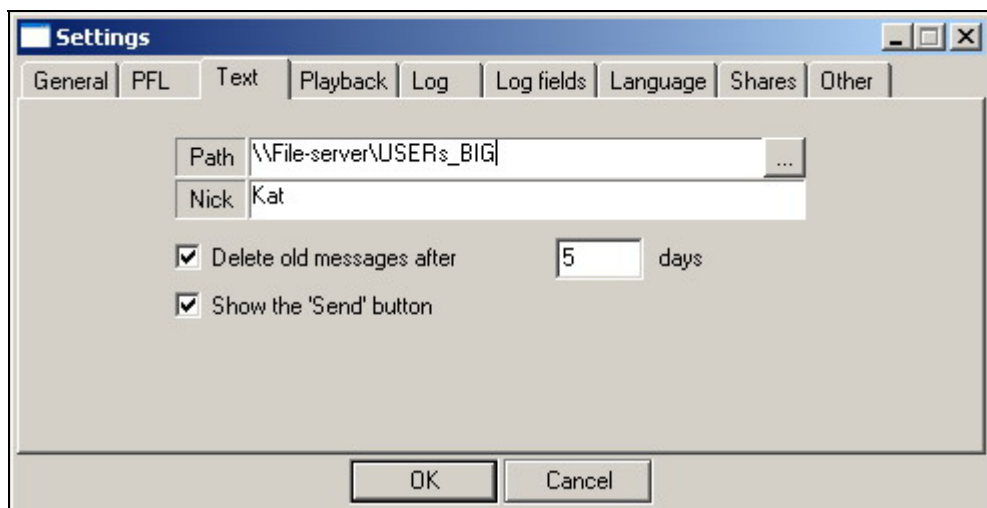 Settings
General PFL Text Playback Log Log fields Language Shares Other
Path \\File-server\USERs_BIG ...
Nick Kat
Delete old messages after 5 days
Show the 'Send' button
OK Cancel